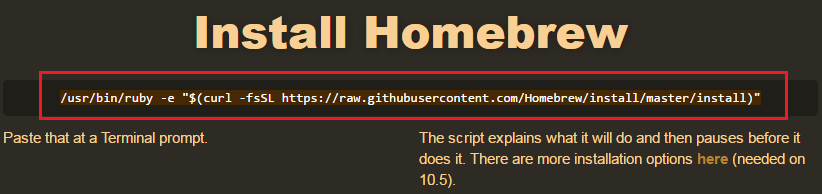 Install Homebrew
/usr/bin/ruby -e "$(curl -fsSL https://raw.githubusercontent.com/Homebrew/install/master/install)"
Paste that at a Terminal prompt.
The script explains what it will do and then pauses before it
does it. There are more installation options here (needed on
10.5).